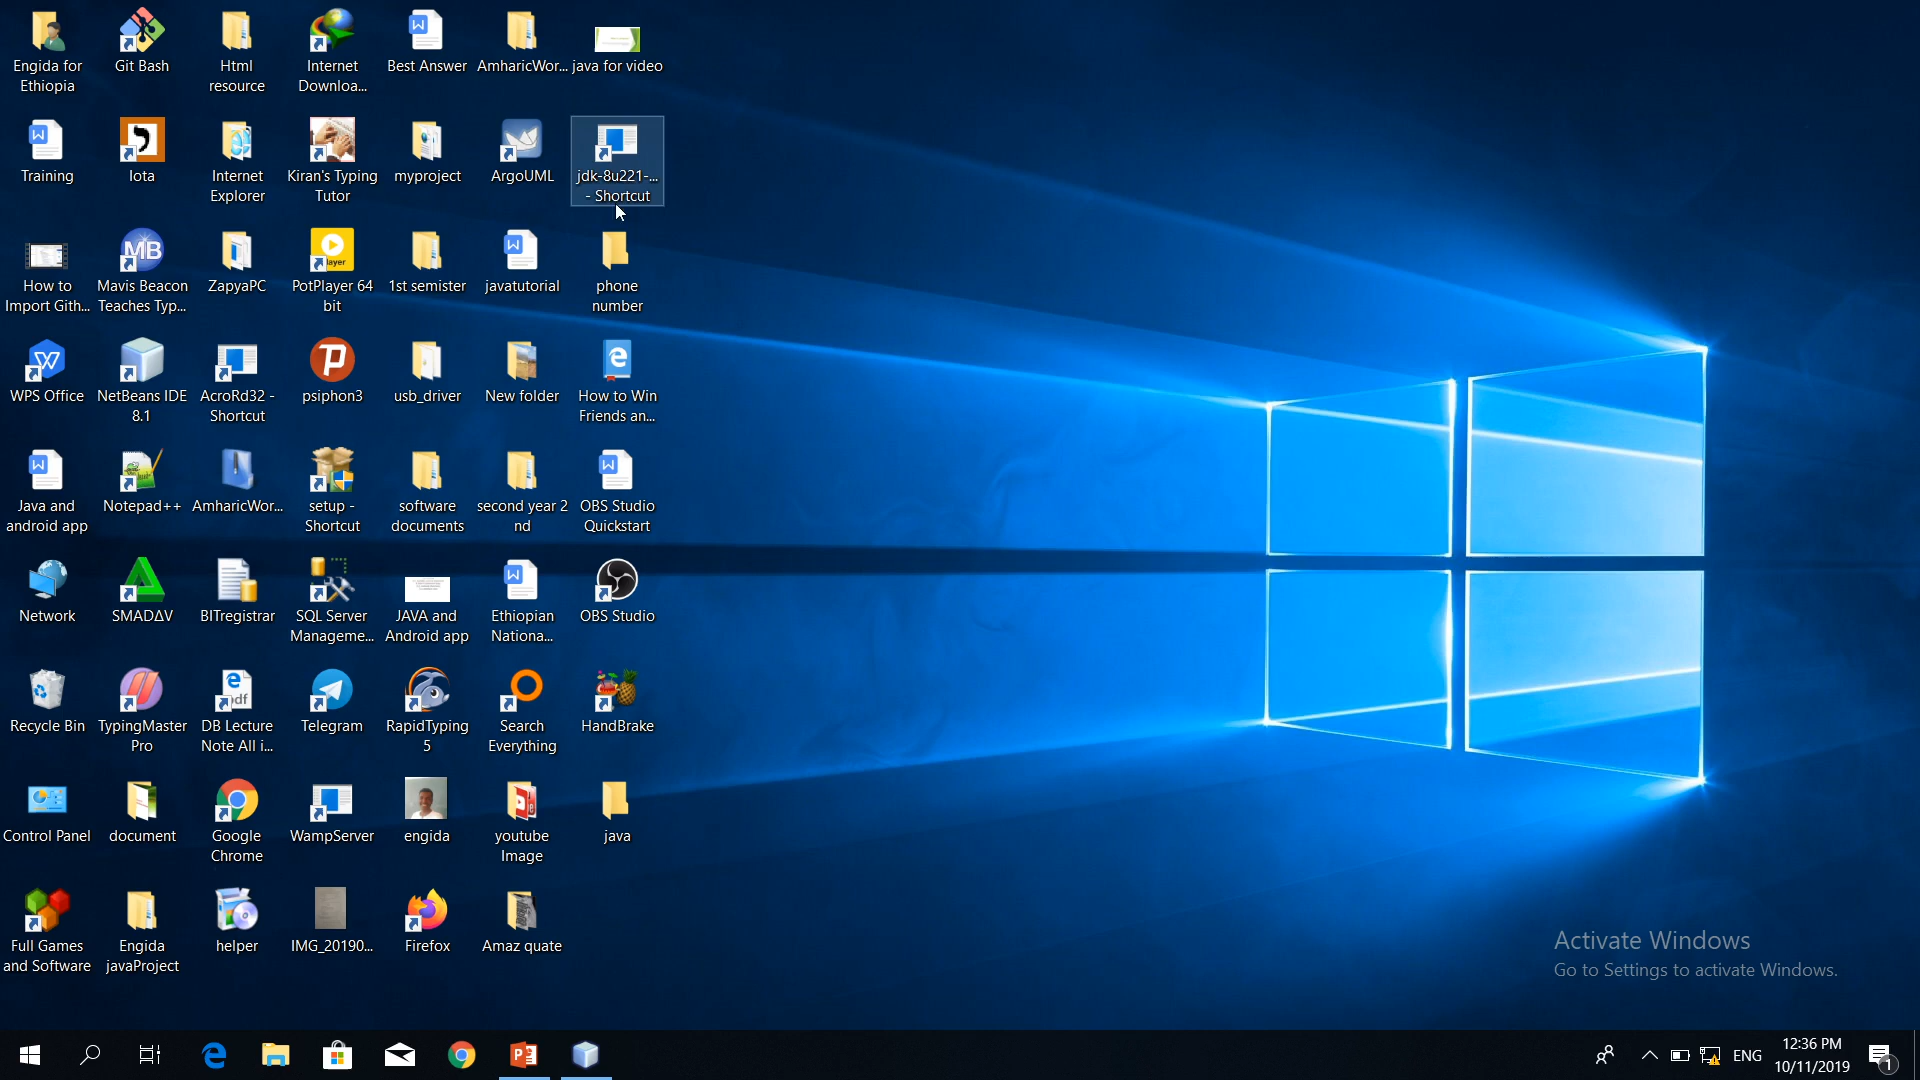 Engida for
Ethiopia
Git Bash
Html
resource
Internet
Downloa...
Best Answer
AmharicWor...
java for video
Training
Iota
Internet
Explorer
Kiran's Typing
Tutor
myproject
ArgoUML
jdk-8u221-...
- Shortcut
How to
Import Gith...
Mavis Beacon
Teaches Typ...
ZapyaPC
PotPlayer 64
bit
1st semister
javatutorial
phone
number
WPS Office
NetBeans IDE
8.1
AcroRd32 -
Shortcut
psiphon3
usb_driver
New folder
How to Win
Friends an...
Java and
android app
Notepad++
AmharicWor...
setup -
Shortcut
software
documents
second year 2
nd
OBS Studio
Quickstart
Network
SMADΔV
BITregistrar
SQL Server
Manageme...
JAVA and
Android app
Ethiopian
Nationa...
OBS Studio
Recycle Bin
TypingMaster
Pro
DB Lecture
Note All i...
Telegram
RapidTyping
5
Search
Everything
HandBrake
Control Panel
document
Google
Chrome
WampServer
engida
youtube
Image
java
Full Games
and Software
Engida
javaProject
helper
IMG_20190...
Firefox
Amaz quate
Activate Windows
Go to Settings to activate Windows.
ENG
12:36 PM
10/11/2019
1